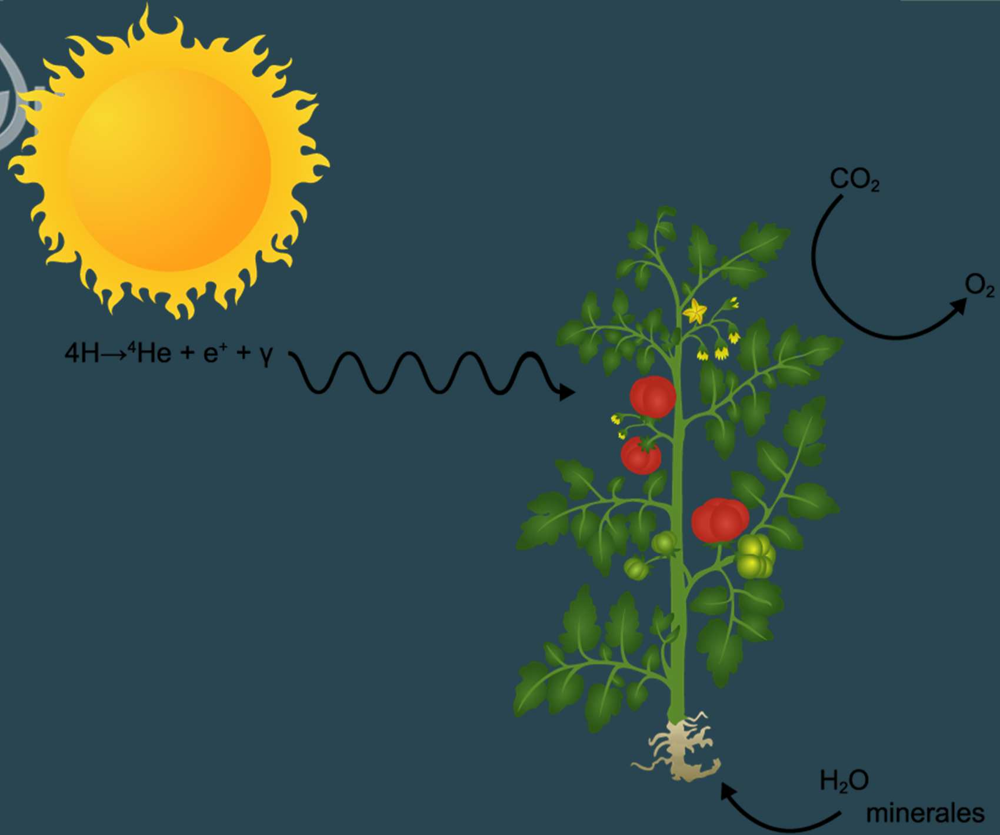 CO₂
O₂
4H→⁴He + e⁺ + γ
H₂O
minerales